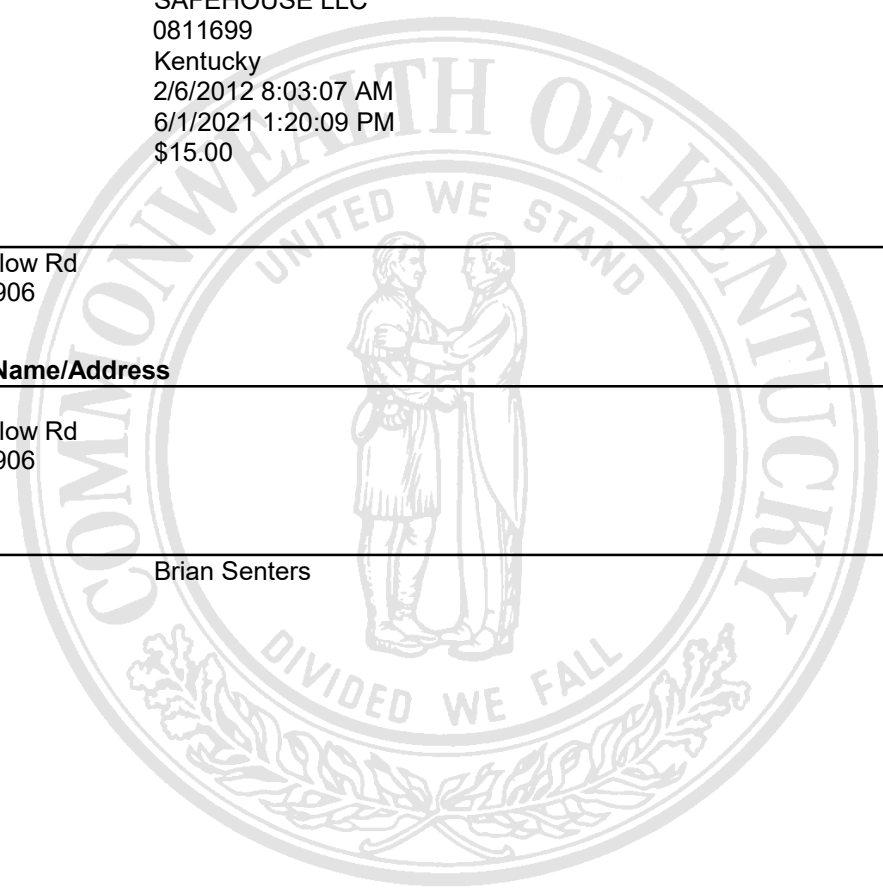 SAFEHOUSE LLC
0811699
Kentucky
2/6/2012 8:03:07 AM
6/1/2021 1:20:09 PM
$15.00
low Rd
906
Name/Address
low Rd
906
Brian Senters
COMMONWEALTH OF KENTUCKY
UNITED WE STAND
DIVIDED WE FALL